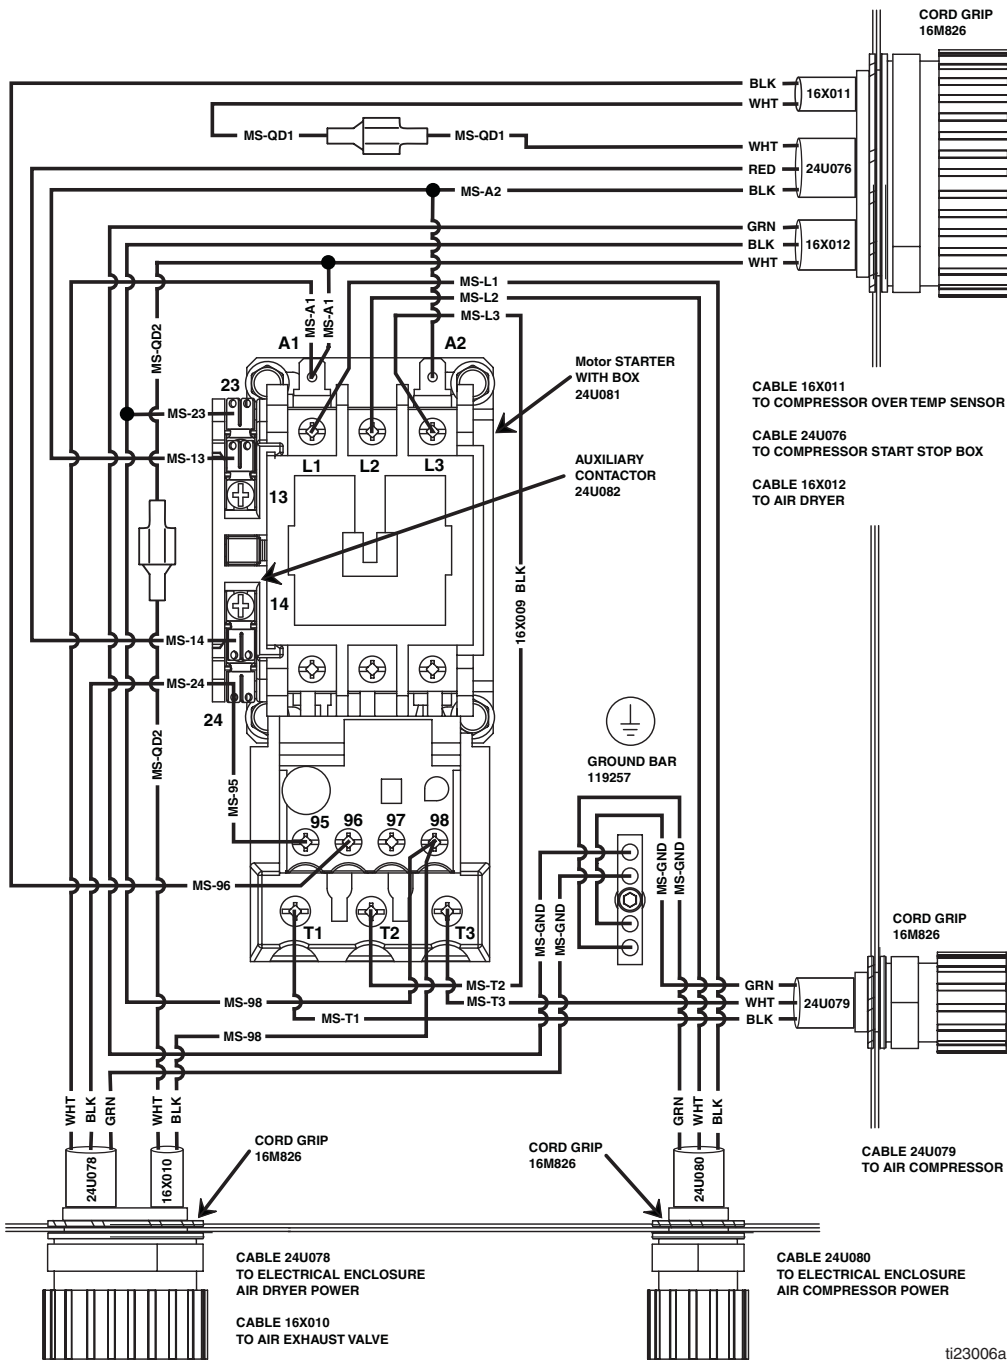 CORD GRIP
16M826
BLK
16X011
WHT
MS-QD1
MS-QD1
WHT
RED
24U076
BLK
MS-A2
GRN
BLK
16X012
WHT
MS-L1
MS-L2
MS-L3
MS-A1
MS-A1
MS-QD2
A1
A2
Motor STARTER
WITH BOX
24U081
CABLE 16X011
TO COMPRESSOR OVER TEMP SENSOR
CABLE 24U076
TO COMPRESSOR START STOP BOX
CABLE 16X012
TO AIR DRYER
23
MS-23
MS-13
L1
L2
L3
13
AUXILIARY
CONTACTOR
24U082
14
MS-14
MS-24
24
16X009 BLK
MS-QD2
MS-95
GROUND BAR
119257
95
96
97
98
MS-96
MS-GND
MS-GND
MS-GND
MS-GND
T1
T2
T3
CORD GRIP
16M826
MS-98
MS-T2
MS-T3
MS-T1
MS-98
GRN
WHT
24U079
BLK
WHT
BLK
GRN
WHT
BLK
GRN
WHT
BLK
CORD GRIP
16M826
CORD GRIP
16M826
CABLE 24U079
TO AIR COMPRESSOR
24U078
16X010
24U080
CABLE 24U078
TO ELECTRICAL ENCLOSURE
AIR DRYER POWER
CABLE 16X010
TO AIR EXHAUST VALVE
CABLE 24U080
TO ELECTRICAL ENCLOSURE
AIR COMPRESSOR POWER
ti23006a